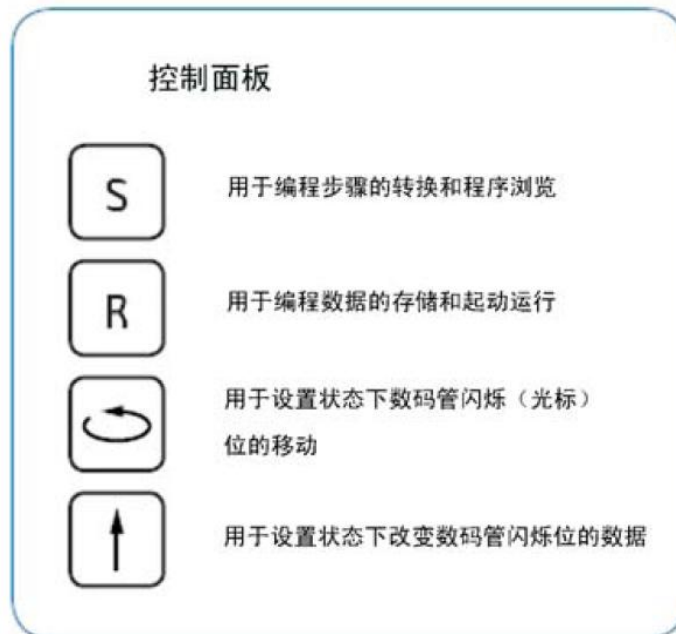 控制面板
S
用于编程步骤的转换和程序浏览
R
用于编程数据的存储和起动运行
用于设置状态下数码管闪烁（光标）
位的移动
用于设置状态下改变数码管闪烁位的数据